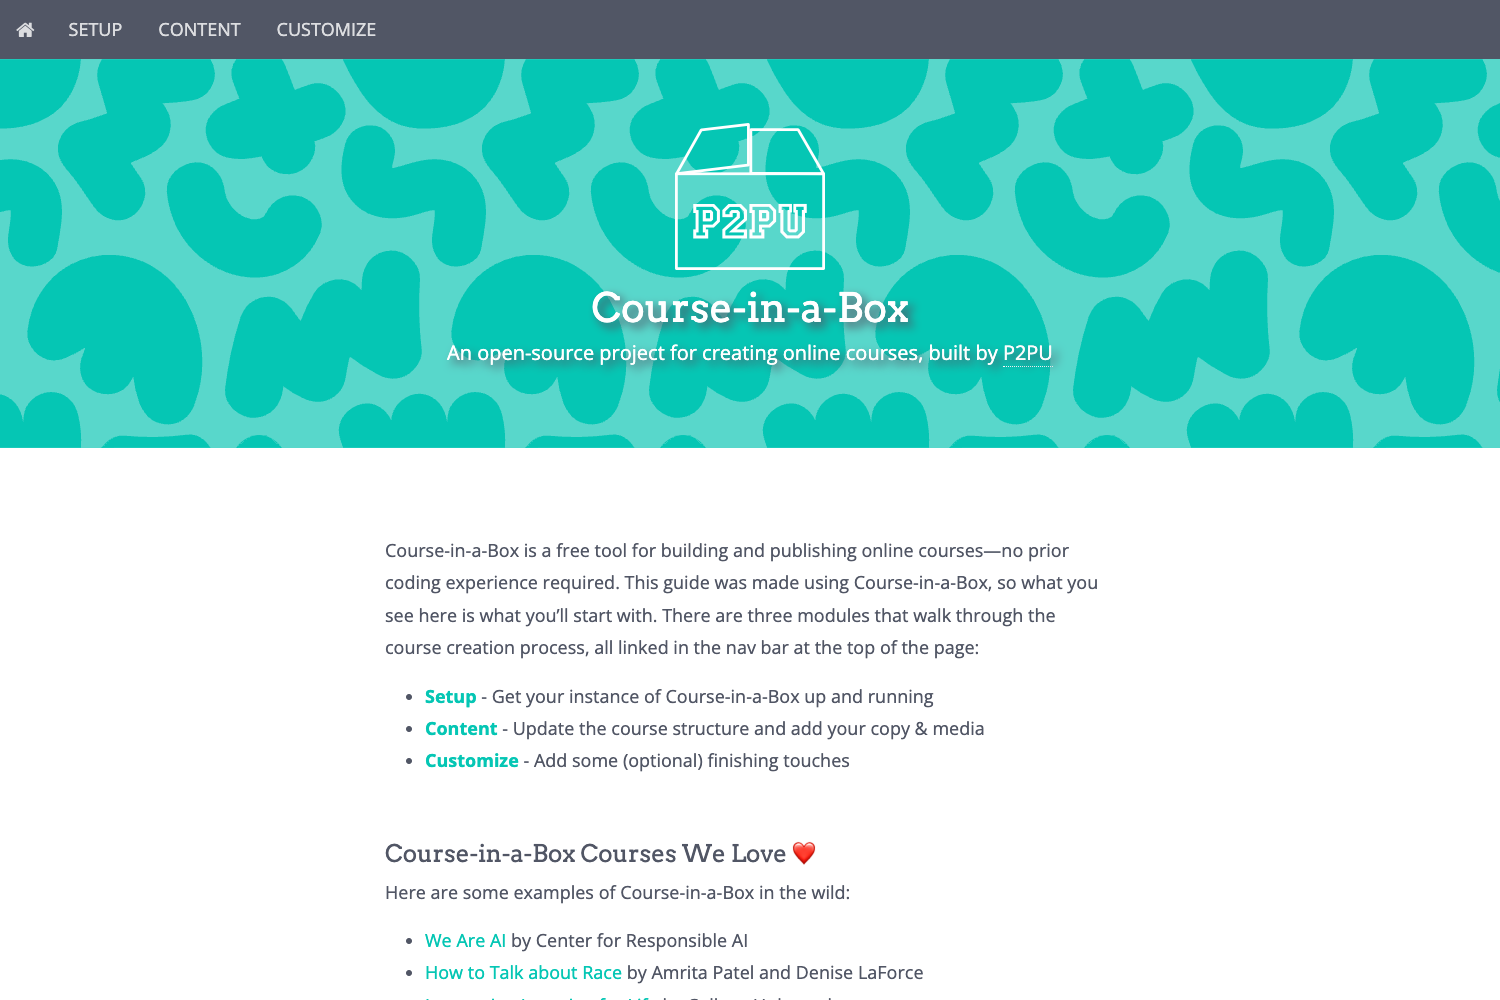 SETUP CONTENT CUSTOMIZE
P2PU
Course-in-a-Box
An open-source project for creating online courses, built by P2PU
Course-in-a-Box is a free tool for building and publishing online courses—no prior
coding experience required. This guide was made using Course-in-a-Box, so what you
see here is what you’ll start with. There are three modules that walk through the
course creation process, all linked in the nav bar at the top of the page:
Setup - Get your instance of Course-in-a-Box up and running
Content - Update the course structure and add your copy & media
Customize - Add some (optional) finishing touches
Course-in-a-Box Courses We Love ❤️
Here are some examples of Course-in-a-Box in the wild:
We Are AI by Center for Responsible AI
How to Talk about Race by Amrita Patel and Denise LaForce